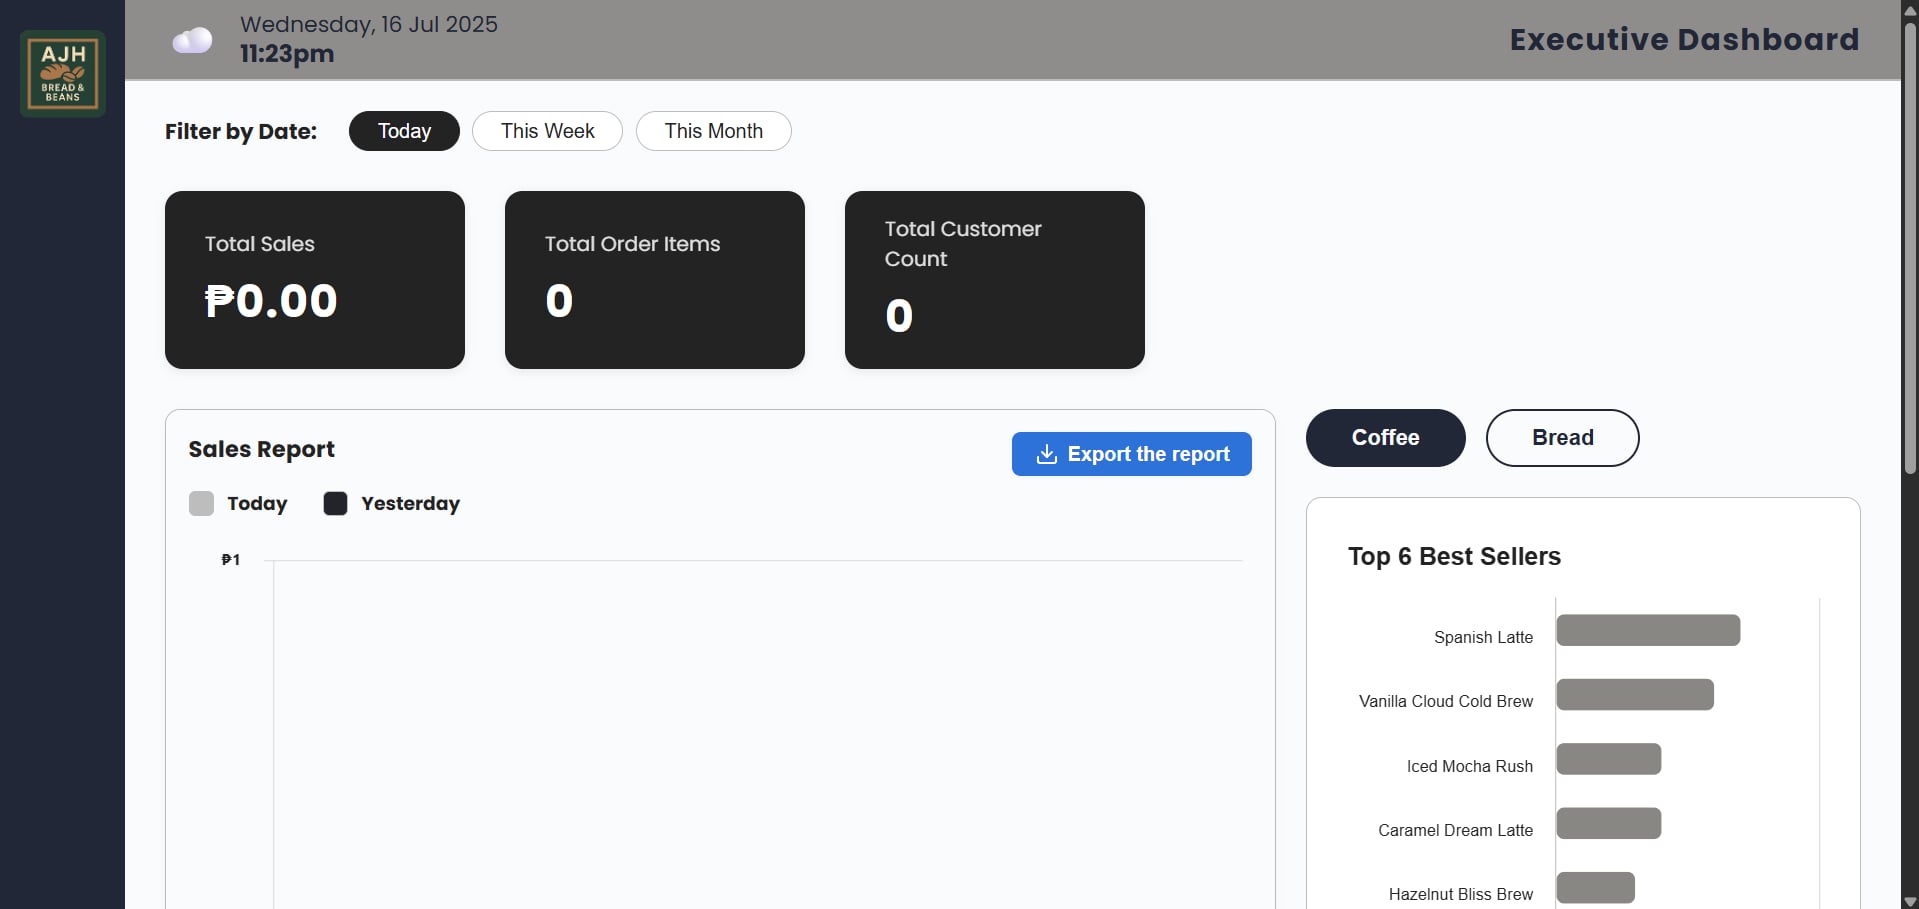 AJH
BREAD &
BEANS
Wednesday, 16 Jul 2025
11:23pm
Executive Dashboard
Filter by Date:
Today
This Week
This Month
Total Sales
₱0.00
Total Order Items
0
Total Customer
Count
0
Sales Report
Export the report
Today
Yesterday
₱1
Coffee
Bread
Top 6 Best Sellers
Spanish Latte
Vanilla Cloud Cold Brew
Iced Mocha Rush
Caramel Dream Latte
Hazelnut Bliss Brew